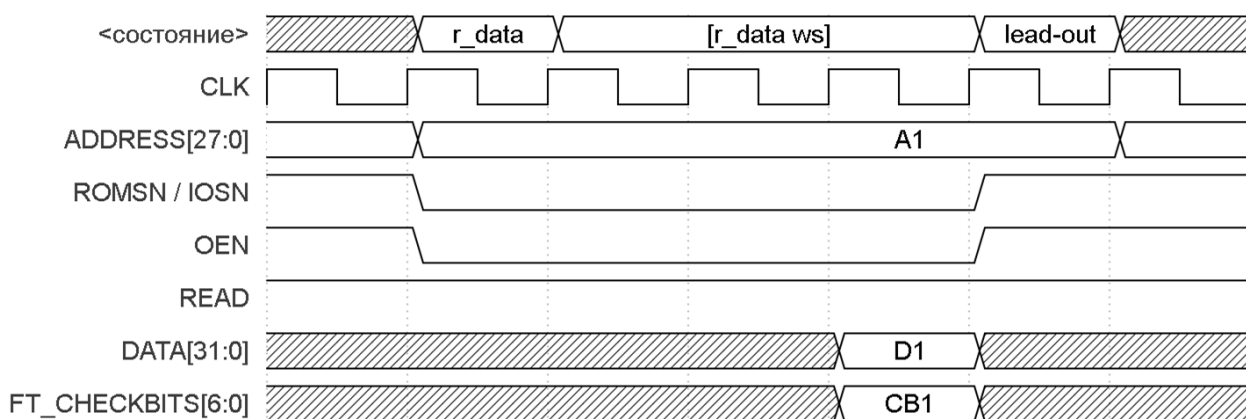 <состояние> r_data [r_data ws] lead-out
CLK
ADDRESS[27:0] A1
ROMSN / IOSN
OEN
READ
DATA[31:0] D1
FT_CHECKBITS[6:0] CB1